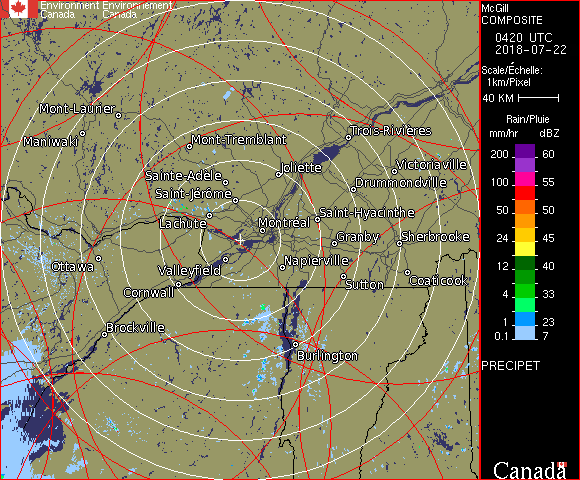 Environment Environnement
Canada Canada
McGill
COMPOSITE
0420 UTC
2018-07-22
Scale/Échelle:
1km/Pixel
40 KM
Rain/Pluie
mm/hr dBZ
200 60
100 55
50 50
24 45
12 40
4 33
1 23
0.1 7
PRECIPET
Canada
Mont-Laurier
Maniwaki
Mont-Tremblant
Trois-Rivières
Joliette
Victoriaville
Sainte-Adèle
Drummondville
Saint-Jérôme
Saint-Hyacinthe
Lachute
Montréal
Granby
Sherbrooke
Ottawa
Valleyfield
Napierville
Cornwall
Sutton
Coaticook
Brockville
Burlington